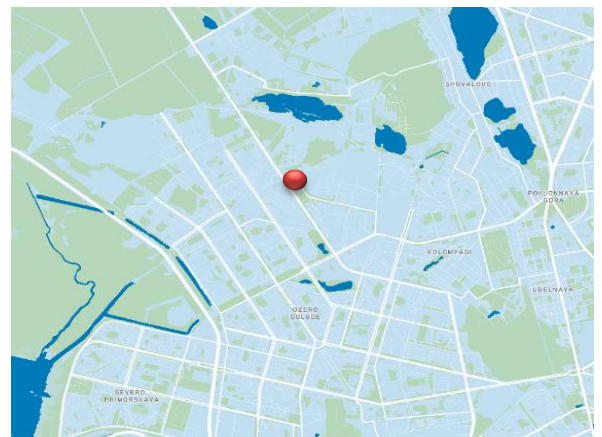 SHUVALOVO
POKLONNAYA
GORA
KOLOMYAGI
UDELNAYA
OZERO
DOLGOE
SEVERO
PRIMORSKAYA